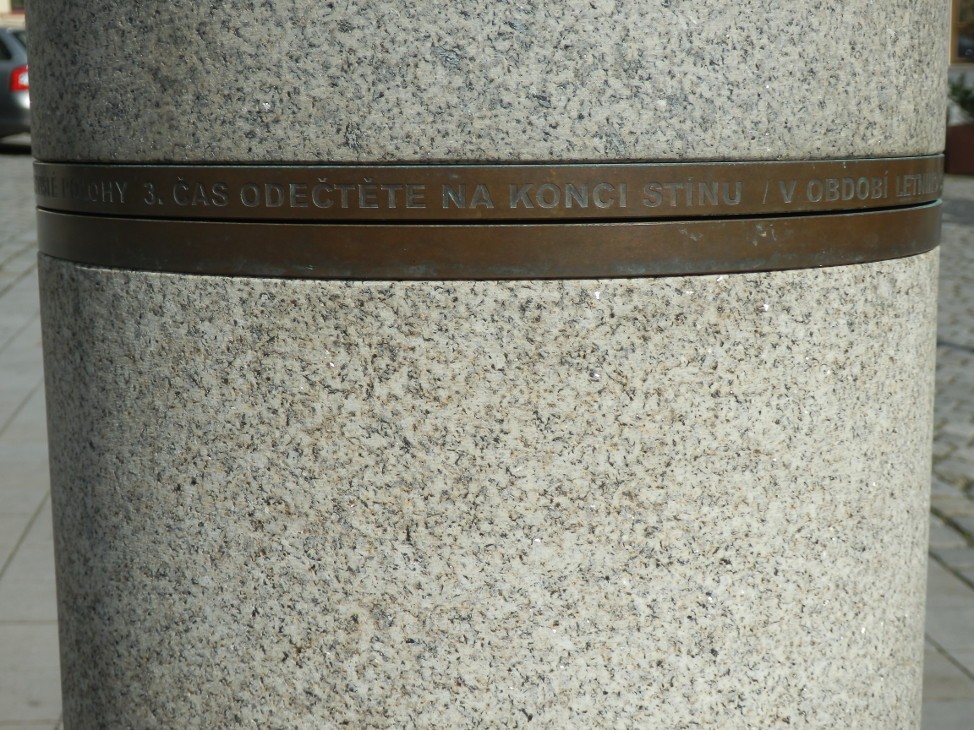 3. ČAS ODEČTĚTE NA KONCI STÍNU / V OBDOBÍ